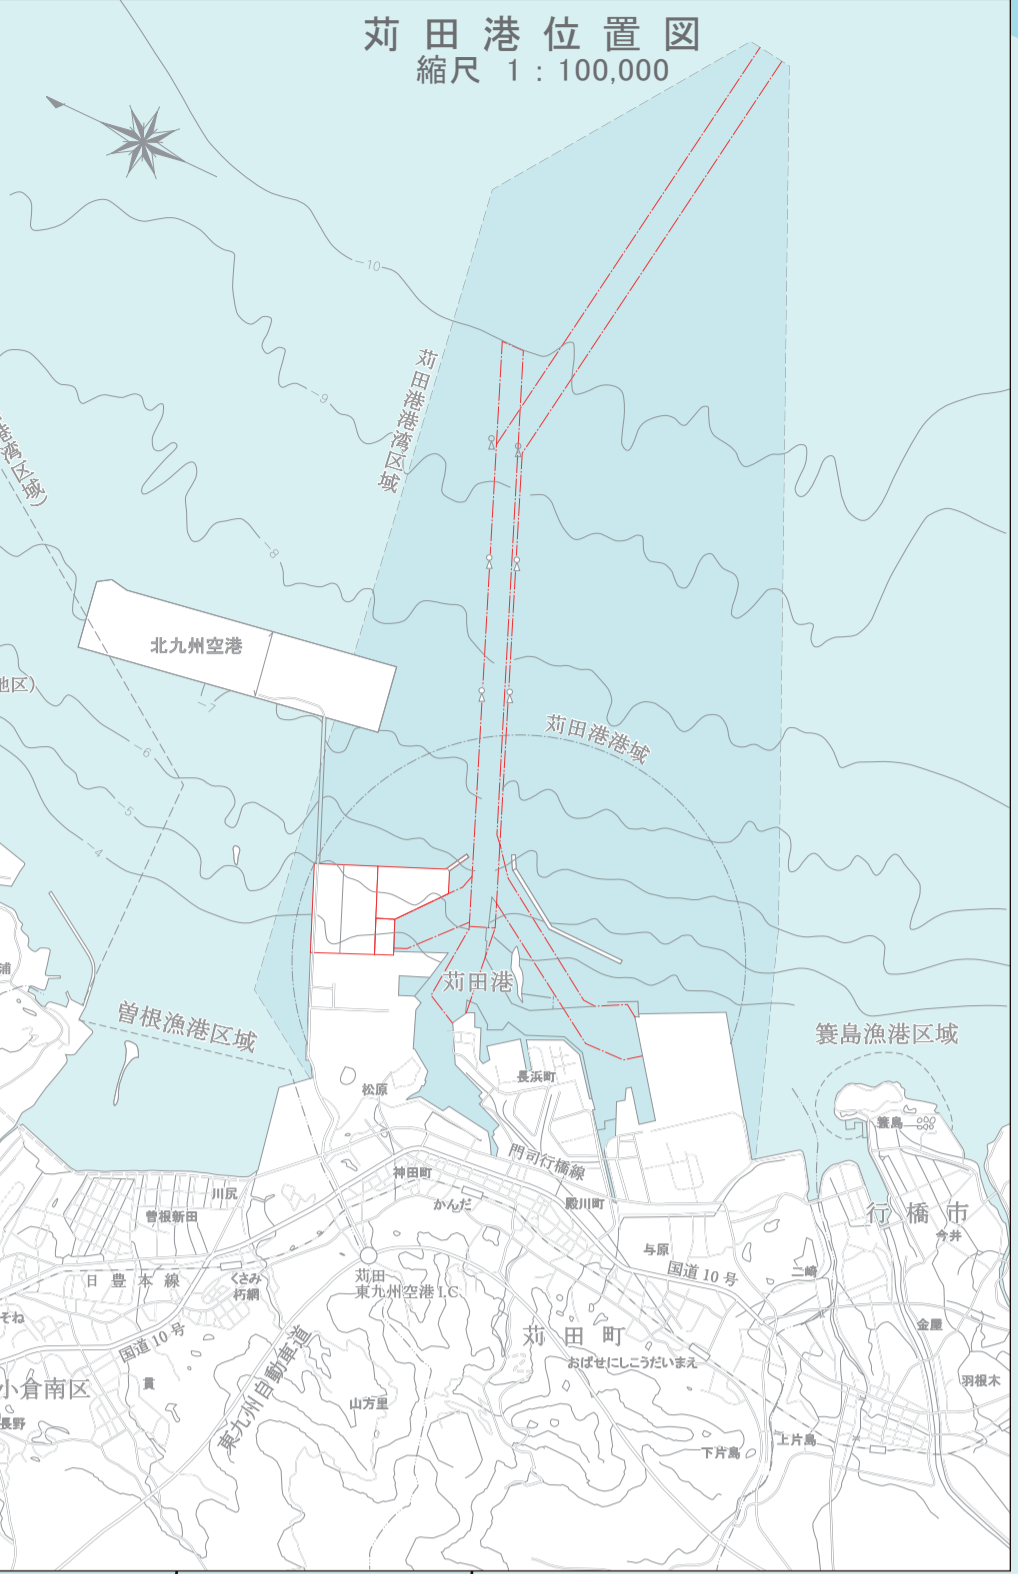 苅田港位置図
縮尺 1：100,000
-10
苅田港港湾区域
-9
港湾区域)
-8
北九州空港
地区)
-7
苅田港港域
-6
-5
-4
苅田港
浦
曽根漁港区域
簑島漁港区域
長浜町
松原
簑島
門司行橋線
神田町
川尻
かんだ
殿川町
曽根新田
行橋市
今井
与原
国道10号
二崎
日豊本線
くさみ
朽網
苅田
東九州空港I.C.
そね
金屋
国道10号
苅田町
東九州自動車道
おばせにしこうだいまえ
小倉南区
貫
羽根木
山方里
長野
上片島
下片島